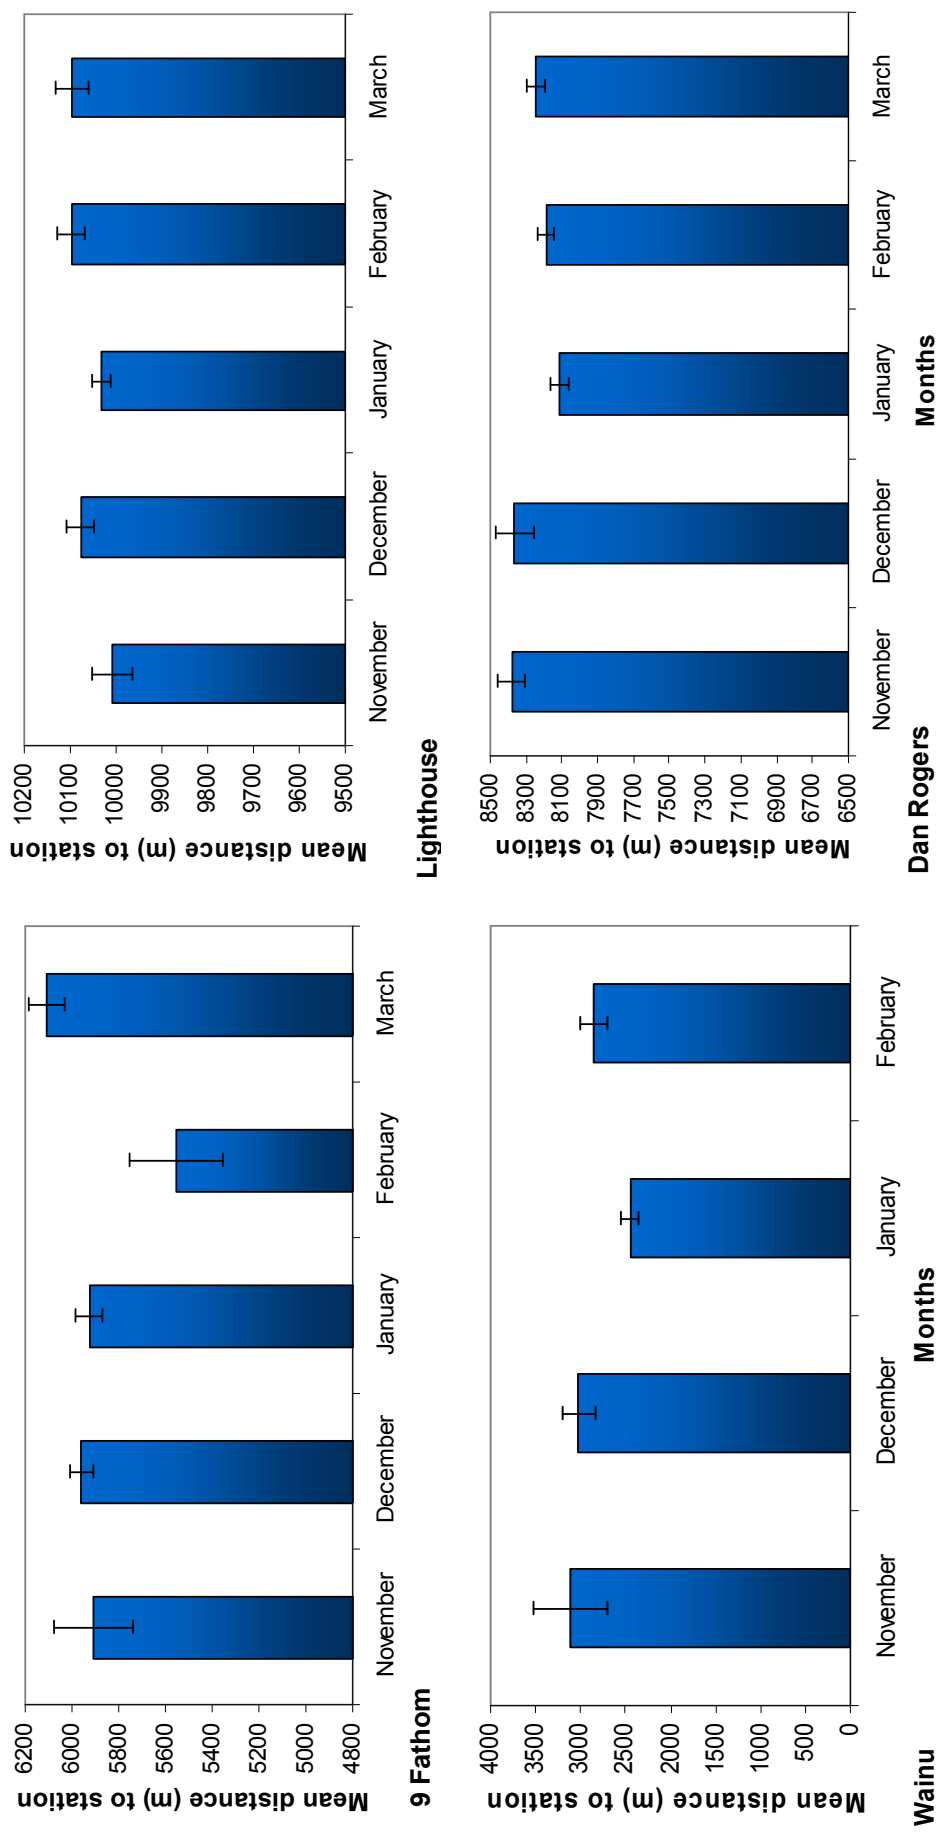 Mean distance (m) to station
6200
6000
5800
5600
5400
5200
5000
4800
November December January February March
9 Fathom
Mean distance (m) to station
10200
10100
10000
9900
9800
9700
9600
9500
November December January February March
Lighthouse
Mean distance (m) to station
4000
3500
3000
2500
2000
1500
1000
500
0
November December January February
Months
Wainu
Mean distance (m) to station
8500
8300
8100
7900
7700
7500
7300
7100
6900
6700
6500
November December January February March
Months
Dan Rogers